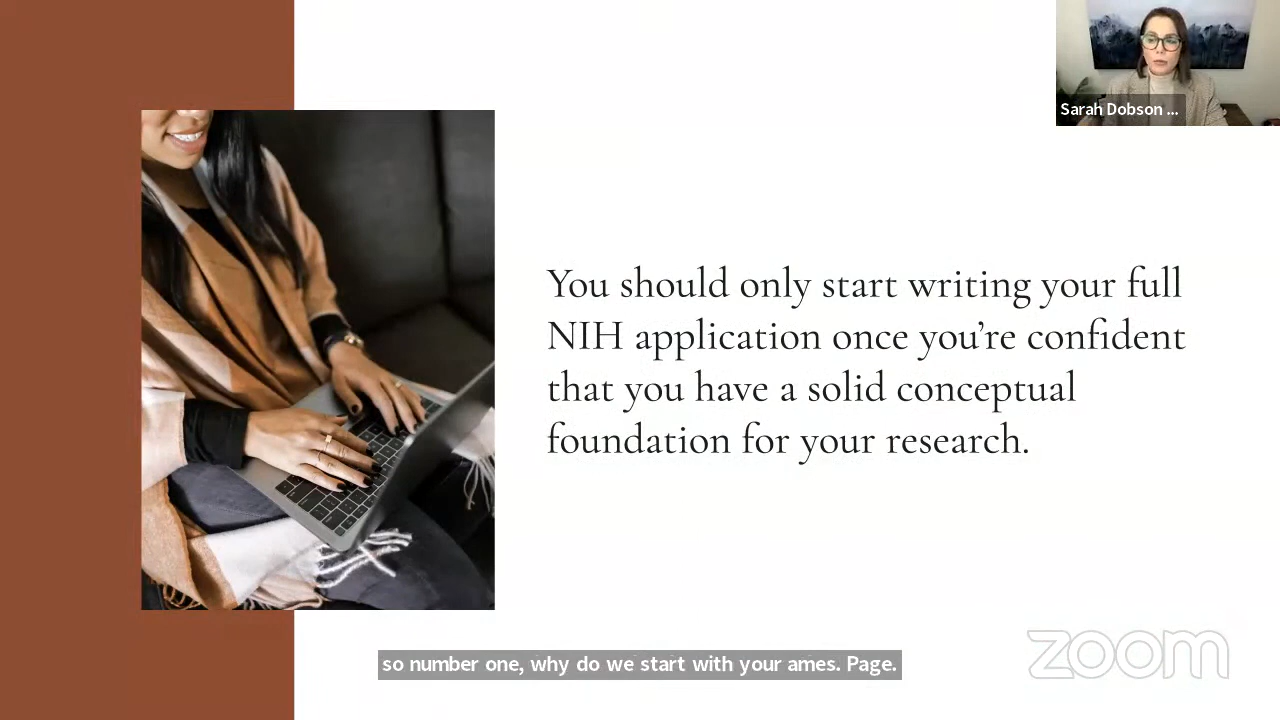 Sarah Dobson ...
You should only start writing your full
NIH application once you're confident
that you have a solid conceptual
foundation for your research.
so number one, why do we start with your ames. Page.
zoom